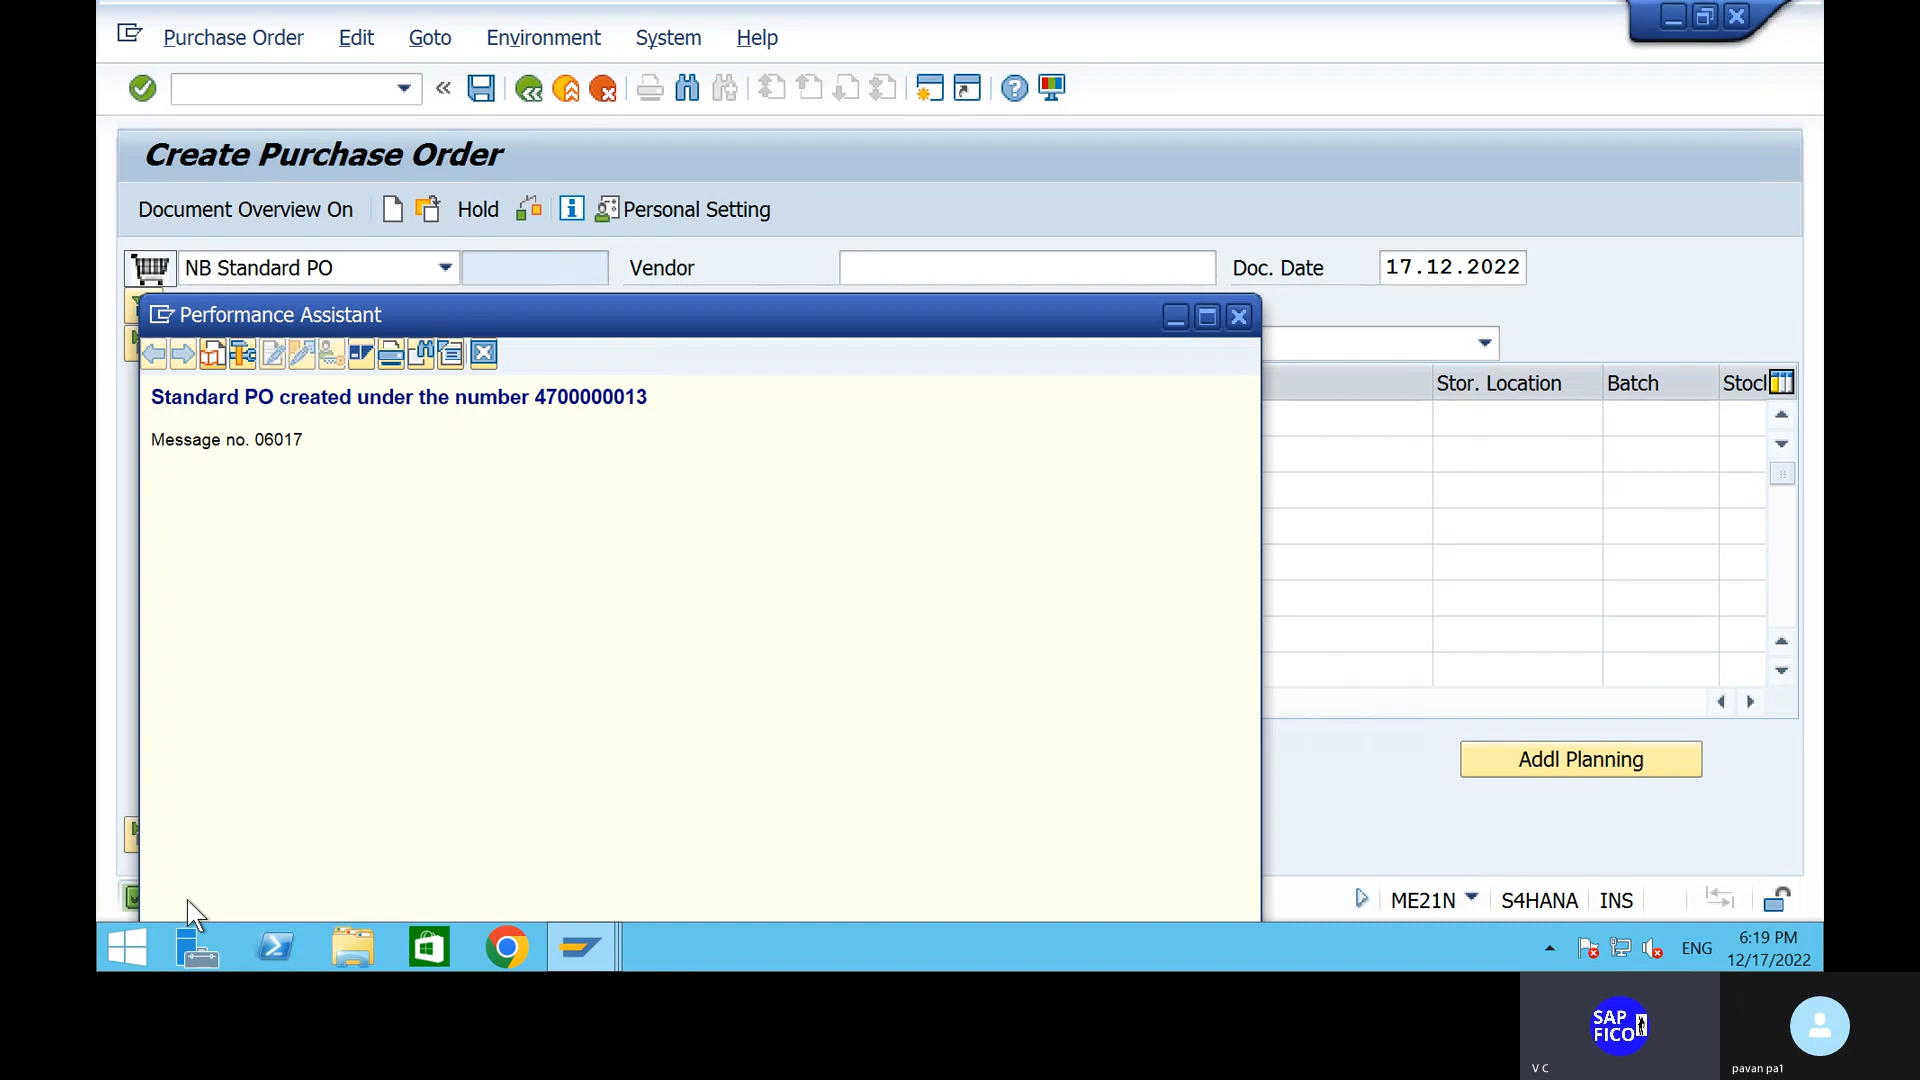 Purchase Order Edit Goto Environment System Help
Create Purchase Order
Document Overview On Hold Personal Setting
NB Standard PO Vendor Doc. Date 17.12.2022
Performance Assistant
Stor. Location Batch Stocl
Standard PO created under the number 4700000013
Message no. 06017
Addl Planning
ME21N S4HANA INS
ENG 6:19 PM
12/17/2022
SAP
FICO
V C
pavan pa1